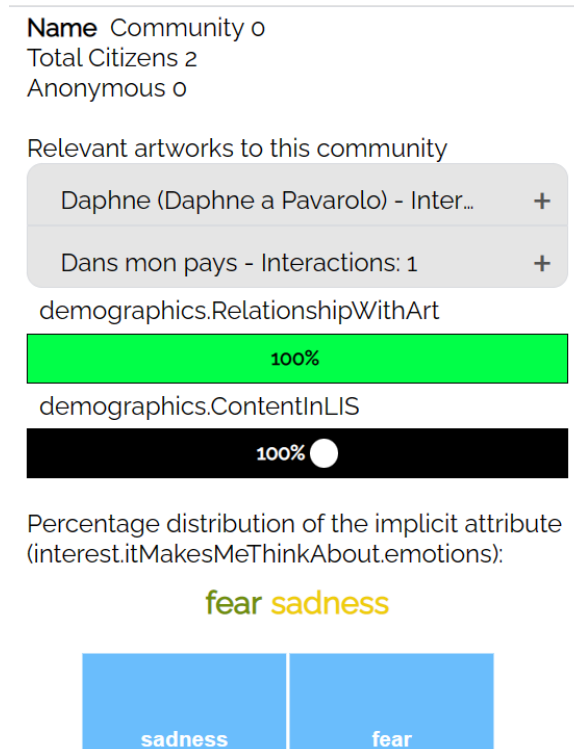 Name Community 0
Total Citizens 2
Anonymous 0
Relevant artworks to this community
Daphne (Daphne a Pavarolo) - Inter... +
Dans mon pays - Interactions: 1 +
demographics.RelationshipWithArt
100%
demographics.ContentInLIS
100%
Percentage distribution of the implicit attribute
(interest.itMakesMeThinkAbout.emotions):
fear sadness
sadness fear